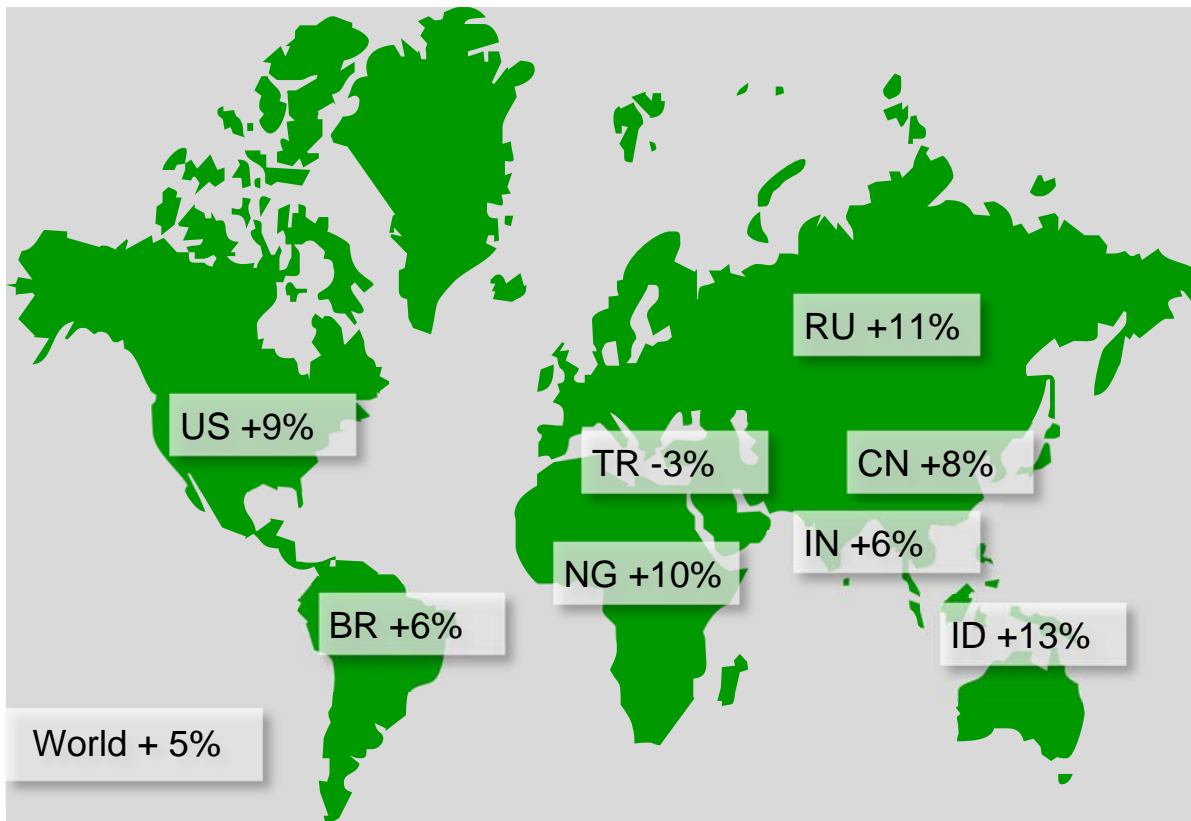 RU +11%
US +9%
TR -3%
CN +8%
IN +6%
NG +10%
BR +6%
ID +13%
World + 5%